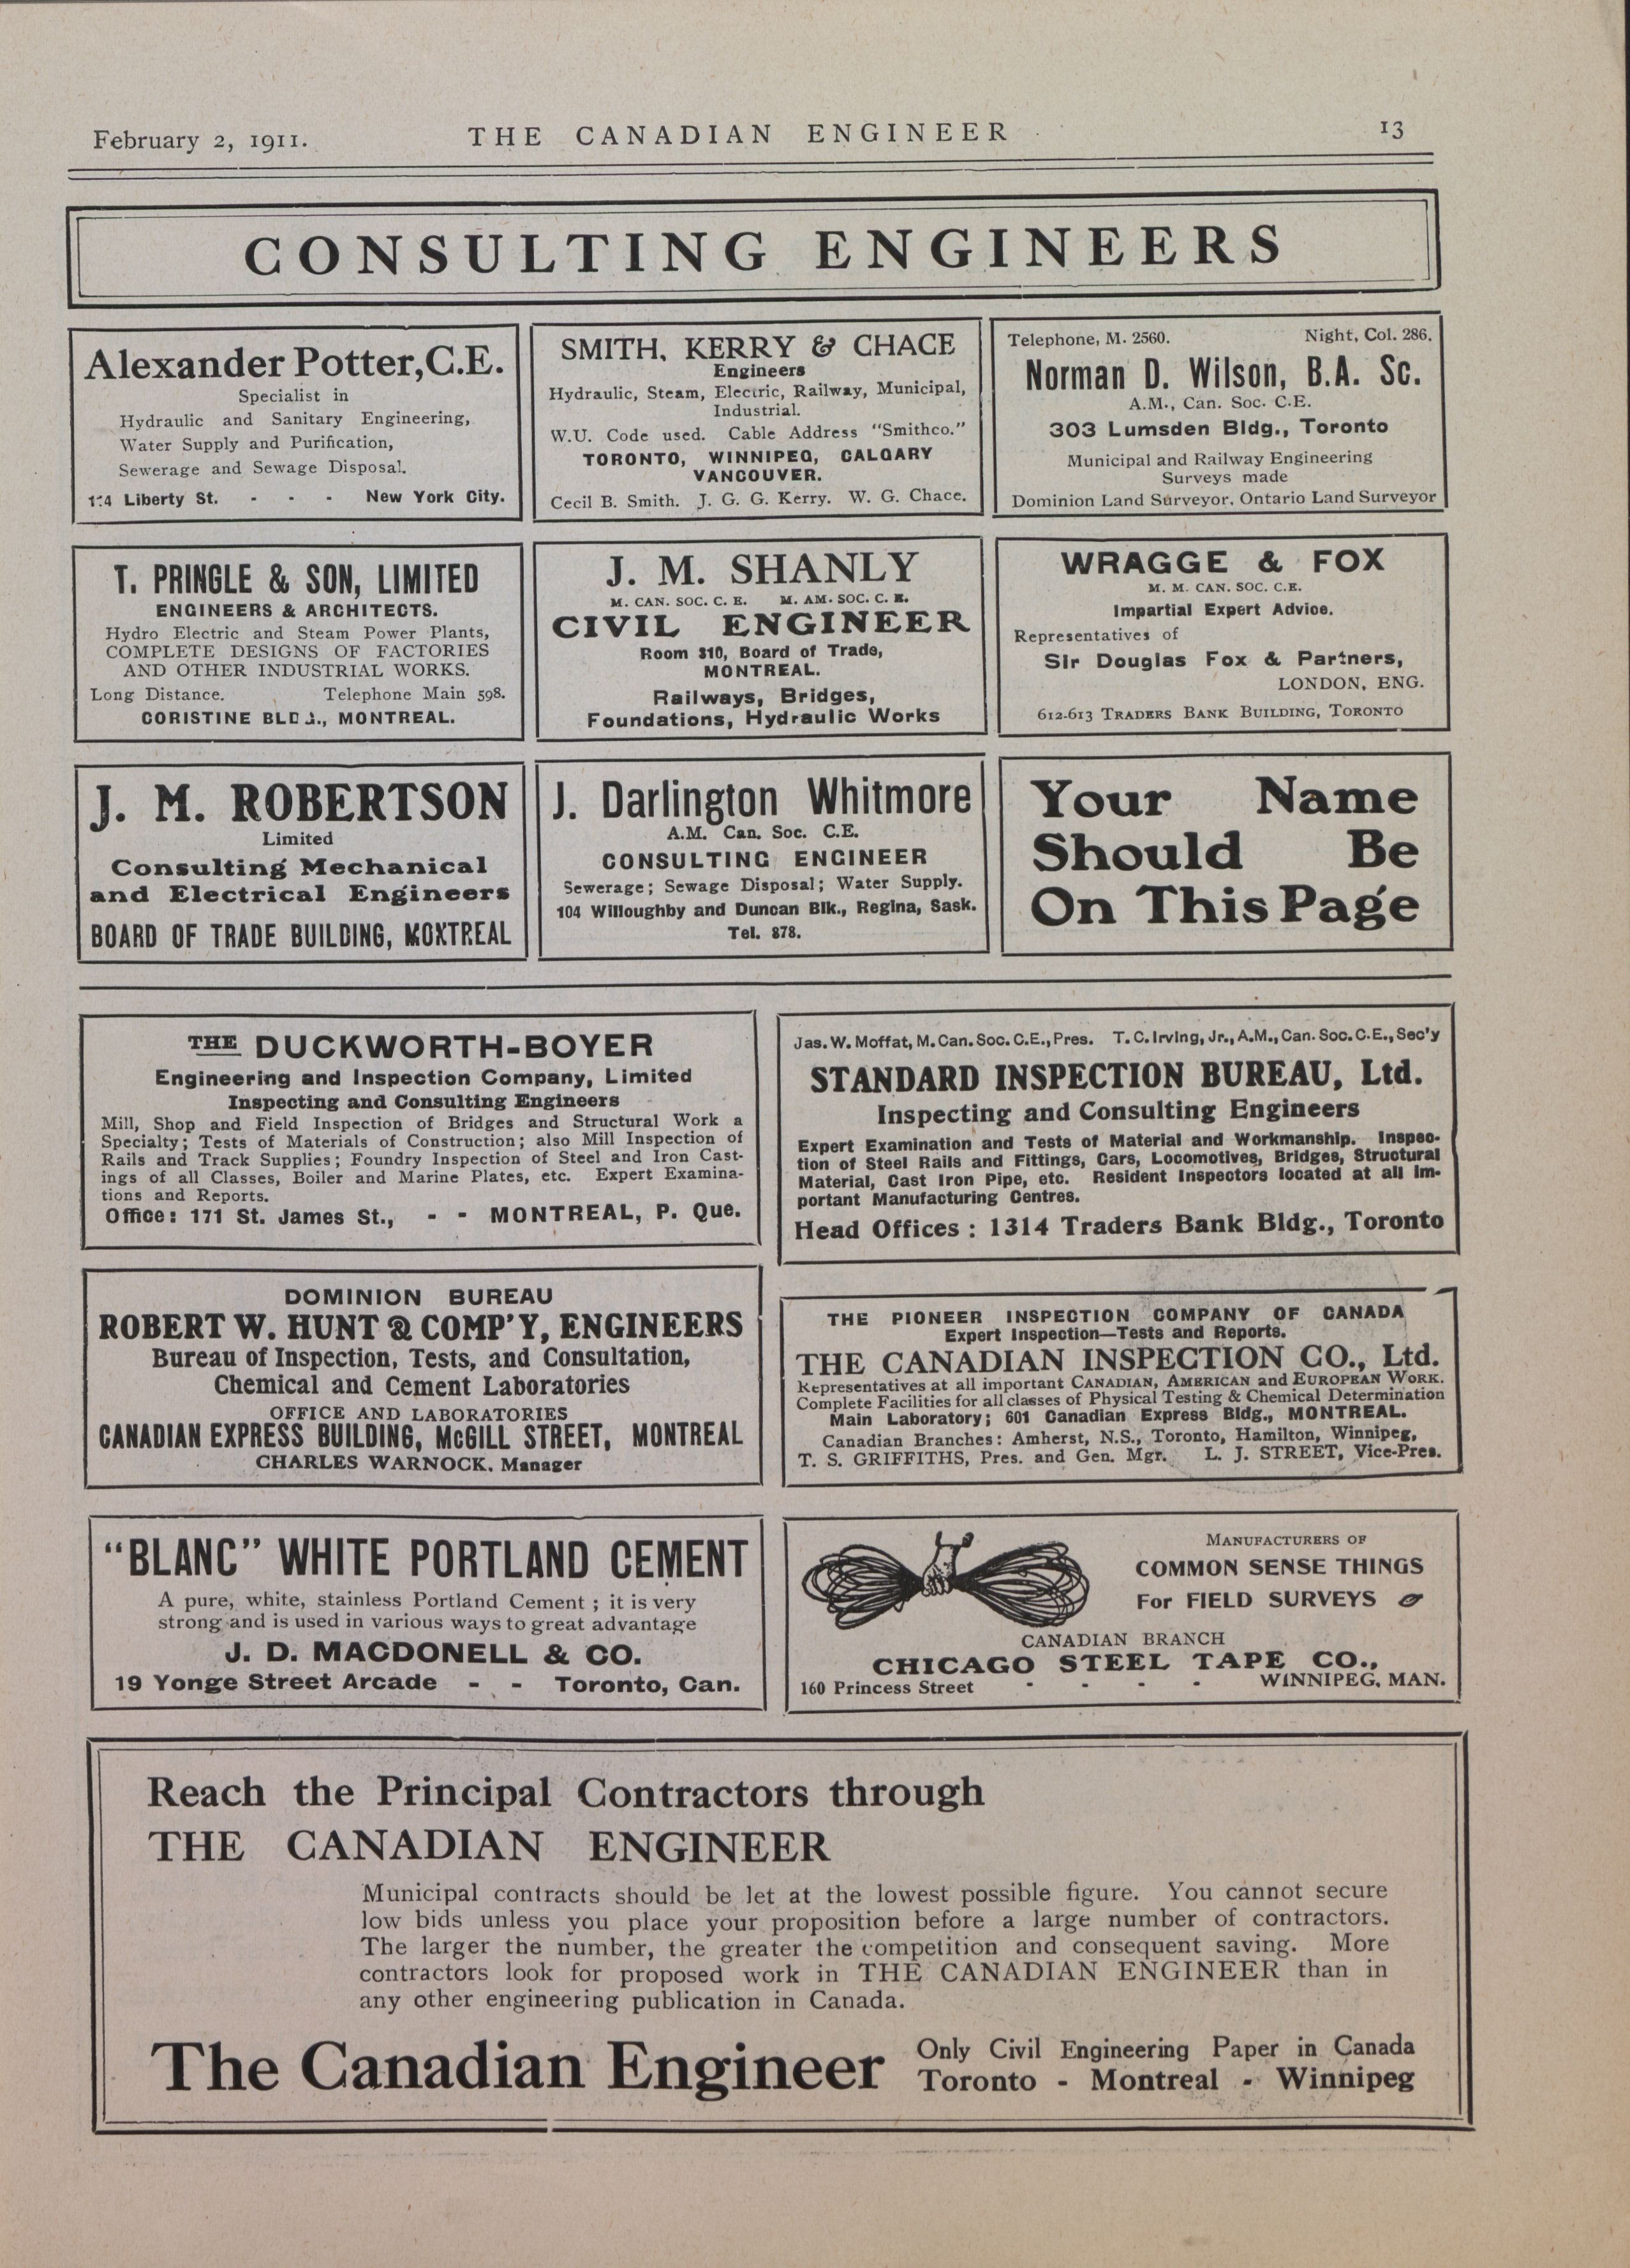 February 2, 1911.
THE CANADIAN ENGINEER
13
CONSULTING ENGINEERS
Alexander Potter, C.E.
Specialist in
Hydraulic and Sanitary Engineering,
Water Supply and Purification,
Sewerage and Sewage Disposal.
Liberty St. - - - New York City.
SMITH, KERRY & CHACE
Engineers
Hydraulic, Steam, Electric, Railway, Municipal,
Industrial.
W.U. Code used. Cable Address "Smithco."
TORONTO, WINNIPEG, CALGARY
VANCOUVER.
Cecil B. Smith. J. G. G. Kerry. W. G. Chace.
Telephone, M. 2560. Night, Col. 286.
Norman D. Wilson, B.A. Sc.
A.M., Can. Soc. C.E.
303 Lumsden Bldg., Toronto
Municipal and Railway Engineering
Surveys made
Dominion Land Surveyor. Ontario Land Surveyor
T. PRINGLE & SON, LIMITED
ENGINEERS & ARCHITECTS.
Hydro Electric and Steam Power Plants,
COMPLETE DESIGNS OF FACTORIES
AND OTHER INDUSTRIAL WORKS.
Long Distance. Telephone Main 598.
CORISTINE BLDG., MONTREAL.
J. M. SHANLY
M. CAN. SOC. C. E. M. AM. SOC. C. E.
CIVIL ENGINEER
Room 310, Board of Trade,
MONTREAL.
Railways, Bridges,
Foundations, Hydraulic Works
WRAGGE & FOX
M. M. CAN. SOC. C.E.
Impartial Expert Advice.
Representatives of
Sir Douglas Fox & Partners,
LONDON, ENG.
612-613 TRADERS BANK BUILDING, TORONTO
J. M. ROBERTSON
Limited
Consulting Mechanical
and Electrical Engineers
BOARD OF TRADE BUILDING, MONTREAL
J. Darlington Whitmore
A.M. Can. Soc. C.E.
CONSULTING ENGINEER
Sewerage; Sewage Disposal; Water Supply.
104 Willoughby and Duncan Blk., Regina, Sask.
Tel. 878.
Your Name
Should Be
On This Page
THE DUCKWORTH-BOYER
Engineering and Inspection Company, Limited
Inspecting and Consulting Engineers
Mill, Shop and Field Inspection of Bridges and Structural Work a
Specialty; Tests of Materials of Construction; also Mill Inspection of
Rails and Track Supplies; Foundry Inspection of Steel and Iron Cast-
ings of all Classes, Boiler and Marine Plates, etc. Expert Examina-
tions and Reports.
Office: 171 St. James St., - - MONTREAL, P. Que.
Jas. W. Moffat, M. Can. Soc. C.E., Pres. T. C. Irving, Jr., A.M., Can. Soc. C.E., Sec'y
STANDARD INSPECTION BUREAU, Ltd.
Inspecting and Consulting Engineers
Expert Examination and Tests of Material and Workmanship. Inspec-
tion of Steel Rails and Fittings, Cars, Locomotives, Bridges, Structural
Material, Cast Iron Pipe, etc. Resident Inspectors located at all Im-
portant Manufacturing Centres.
Head Offices : 1314 Traders Bank Bldg., Toronto
DOMINION BUREAU
ROBERT W. HUNT & COMP'Y, ENGINEERS
Bureau of Inspection, Tests, and Consultation,
Chemical and Cement Laboratories
OFFICE AND LABORATORIES
CANADIAN EXPRESS BUILDING, McGILL STREET, MONTREAL
CHARLES WARNOCK, Manager
THE PIONEER INSPECTION COMPANY OF CANADA
Expert Inspection—Tests and Reports.
THE CANADIAN INSPECTION CO., Ltd.
Representatives at all important CANADIAN, AMERICAN and EUROPEAN WORK.
Complete Facilities for all classes of Physical Testing & Chemical Determination
Main Laboratory; 601 Canadian Express Bldg., MONTREAL.
Canadian Branches: Amherst, N.S., Toronto, Hamilton, Winnipeg,
T. S. GRIFFITHS, Pres. and Gen. Mgr. L. J. STREET, Vice-Pres.
"BLANC" WHITE PORTLAND CEMENT
A pure, white, stainless Portland Cement ; it is very
strong and is used in various ways to great advantage
J. D. MACDONELL & CO.
19 Yonge Street Arcade - - Toronto, Can.
MANUFACTURERS OF
COMMON SENSE THINGS
For FIELD SURVEYS
CANADIAN BRANCH
CHICAGO STEEL TAPE CO.,
160 Princess Street - - - - WINNIPEG, MAN.
Reach the Principal Contractors through
THE CANADIAN ENGINEER
Municipal contracts should be let at the lowest possible figure. You cannot secure
low bids unless you place your proposition before a large number of contractors.
The larger the number, the greater the competition and consequent saving. More
contractors look for proposed work in THE CANADIAN ENGINEER than in
any other engineering publication in Canada.
The Canadian Engineer
Only Civil Engineering Paper in Canada
Toronto - Montreal - Winnipeg